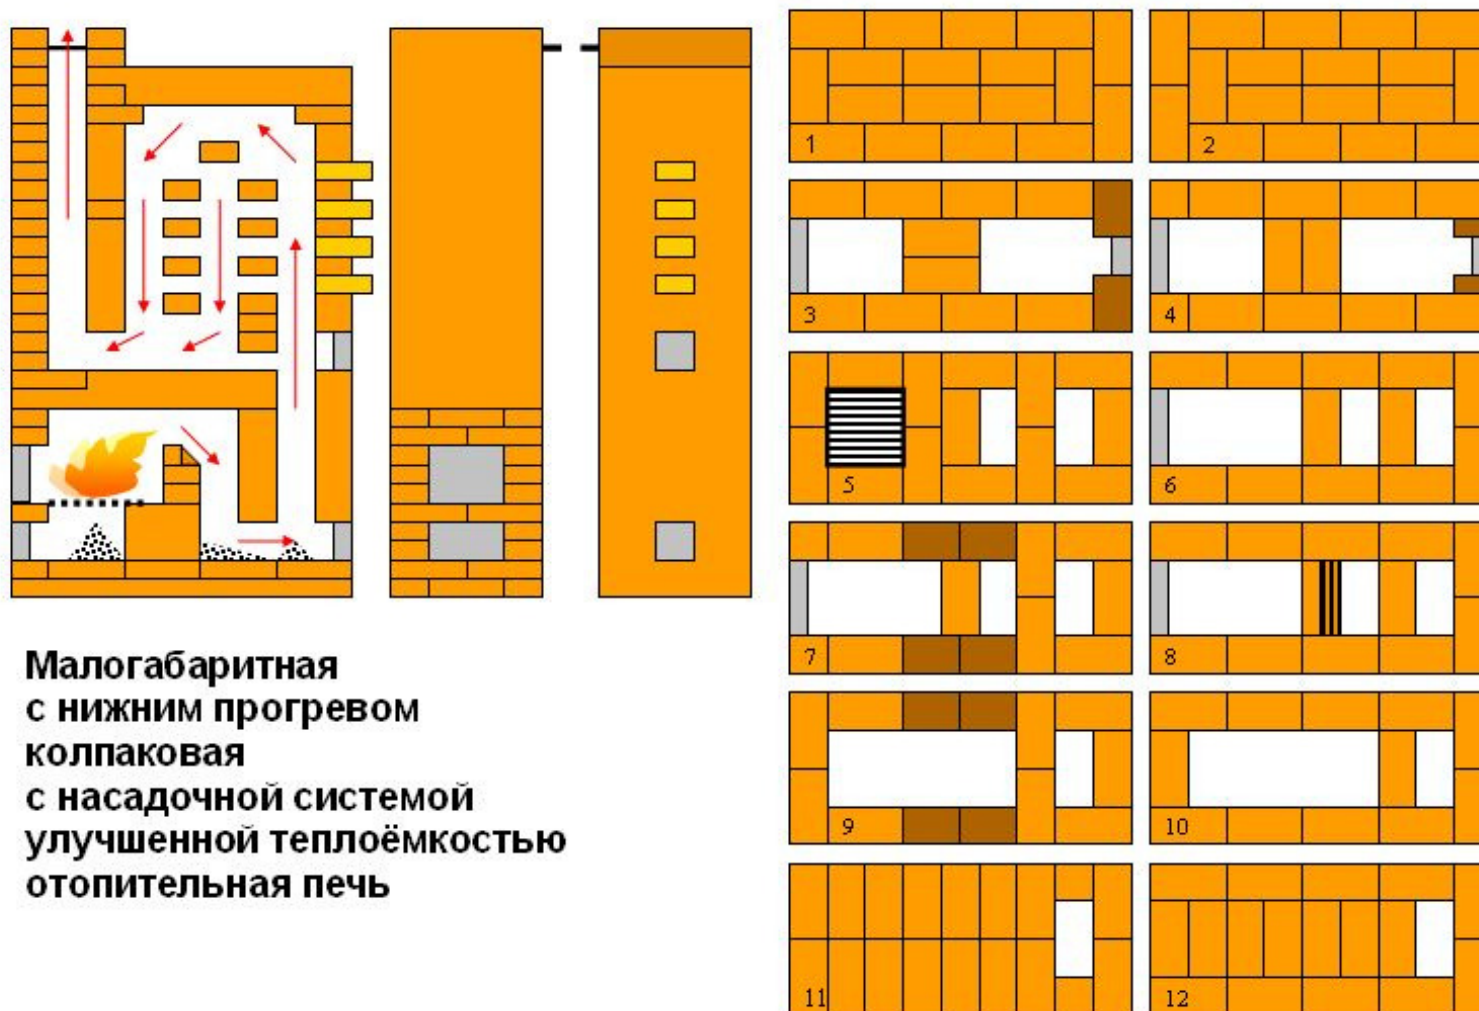 Малогабаритная
с нижним прогревом
колпаковая
с насадочной системой
улучшенной теплоёмкостью
отопительная печь
1
2
3
4
5
6
7
8
9
10
11
12